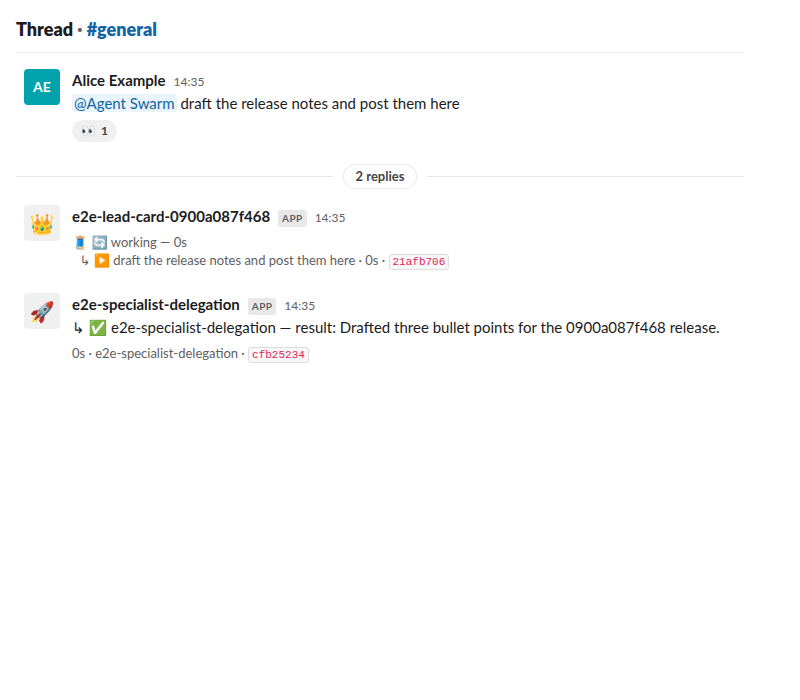 Thread • #general
AE
Alice Example 14:35
@Agent Swarm draft the release notes and post them here
👀 1
2 replies
e2e-lead-card-0900a087f468 APP 14:35
🧵 🔄 working — 0s
↳ ▶️ draft the release notes and post them here · 0s · 21afb706
e2e-specialist-delegation APP 14:35
↳ ✅ e2e-specialist-delegation — result: Drafted three bullet points for the 0900a087f468 release.
0s · e2e-specialist-delegation · cfb25234